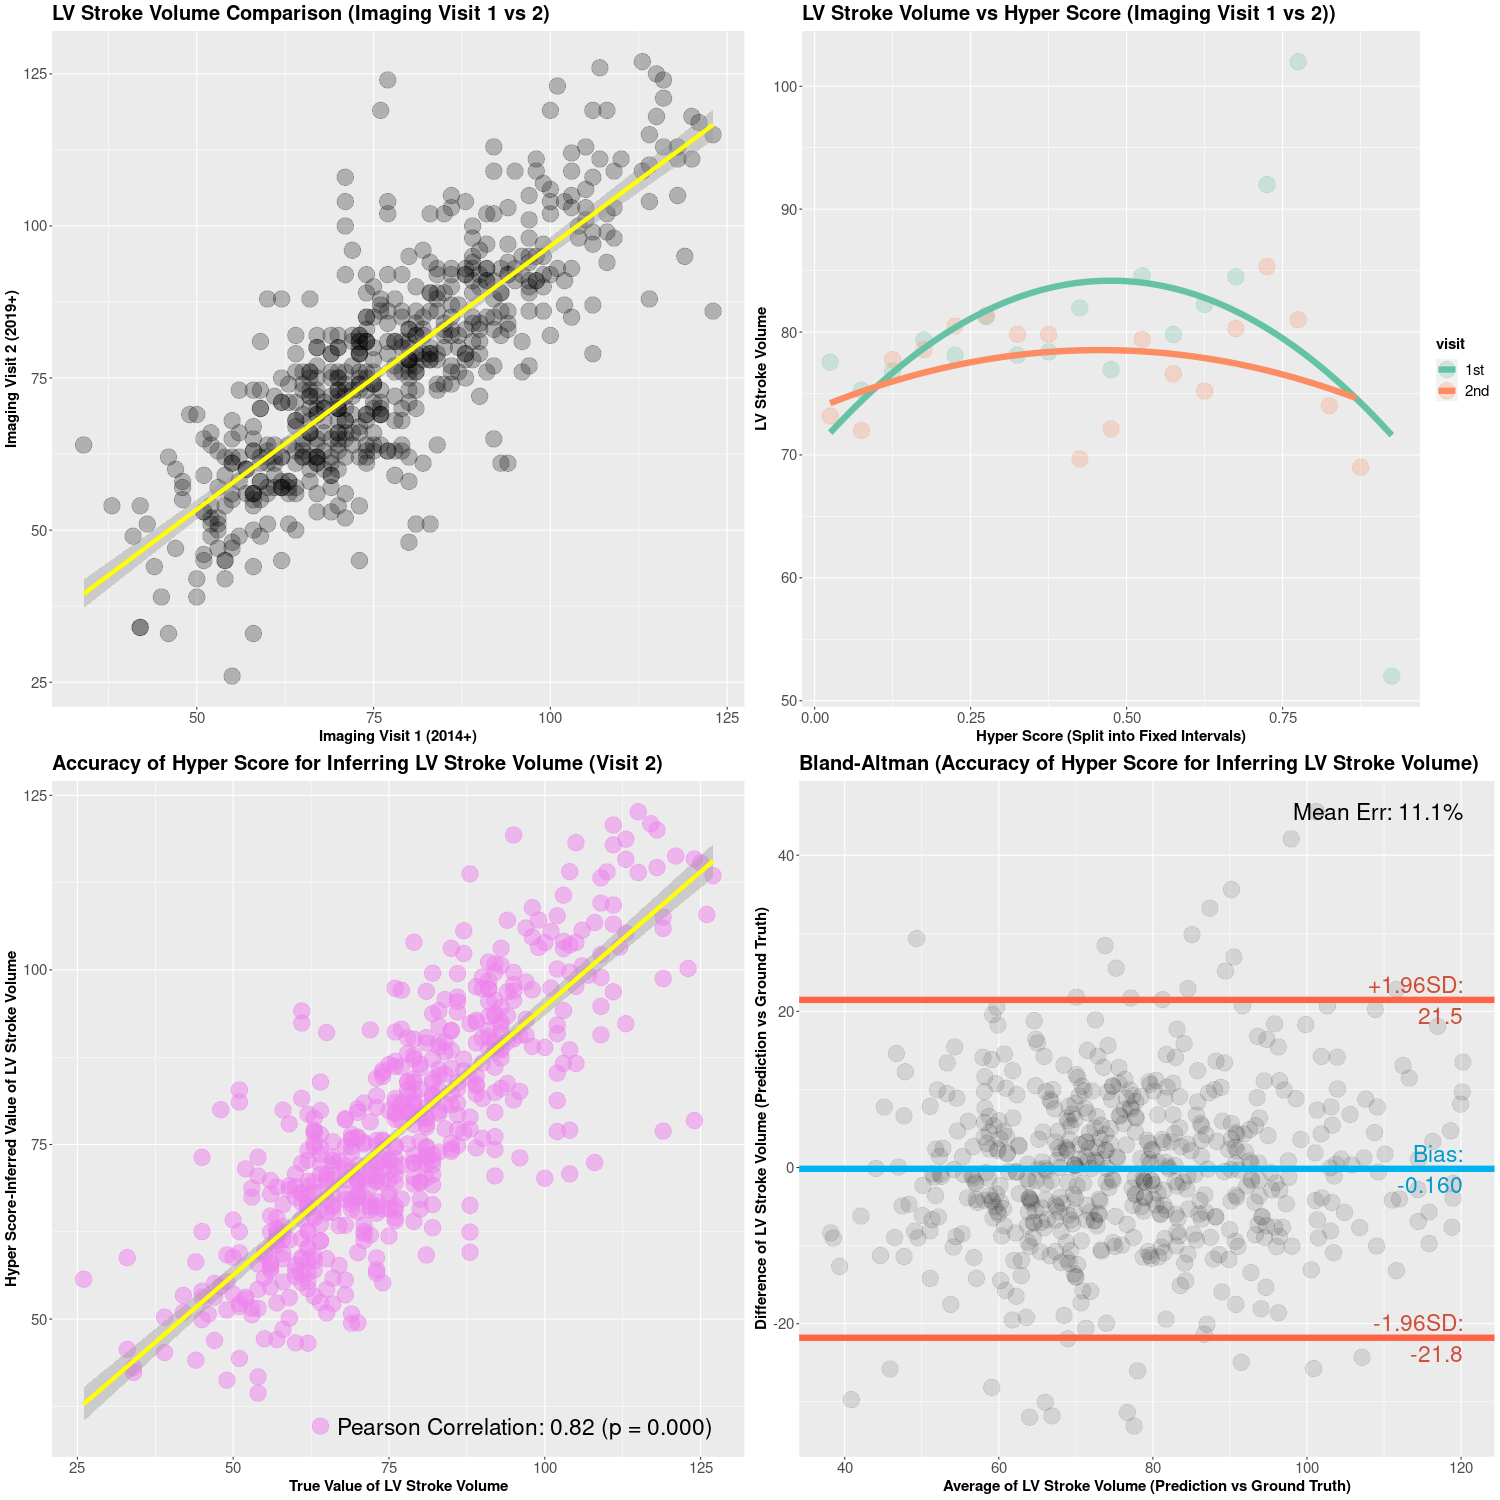 LV Stroke Volume Comparison (Imaging Visit 1 vs 2)
125
100
75
50
25
50
75
100
125
Imaging Visit 1 (2014+)
Imaging Visit 2 (2019+)
LV Stroke Volume vs Hyper Score (Imaging Visit 1 vs 2))
100
90
80
70
60
50
0.00
0.25
0.50
0.75
Hyper Score (Split into Fixed Intervals)
LV Stroke Volume
visit
1st
2nd
Accuracy of Hyper Score for Inferring LV Stroke Volume (Visit 2)
125
100
75
50
25
50
75
100
125
True Value of LV Stroke Volume
Hyper Score-Inferred Value of LV Stroke Volume
Pearson Correlation: 0.82 (p = 0.000)
Bland-Altman (Accuracy of Hyper Score for Inferring LV Stroke Volume)
Mean Err: 11.1%
40
20
0
-20
+1.96SD:
21.5
Bias:
-0.160
-1.96SD:
-21.8
40
60
80
100
120
Average of LV Stroke Volume (Prediction vs Ground Truth)
Difference of LV Stroke Volume (Prediction vs Ground Truth)